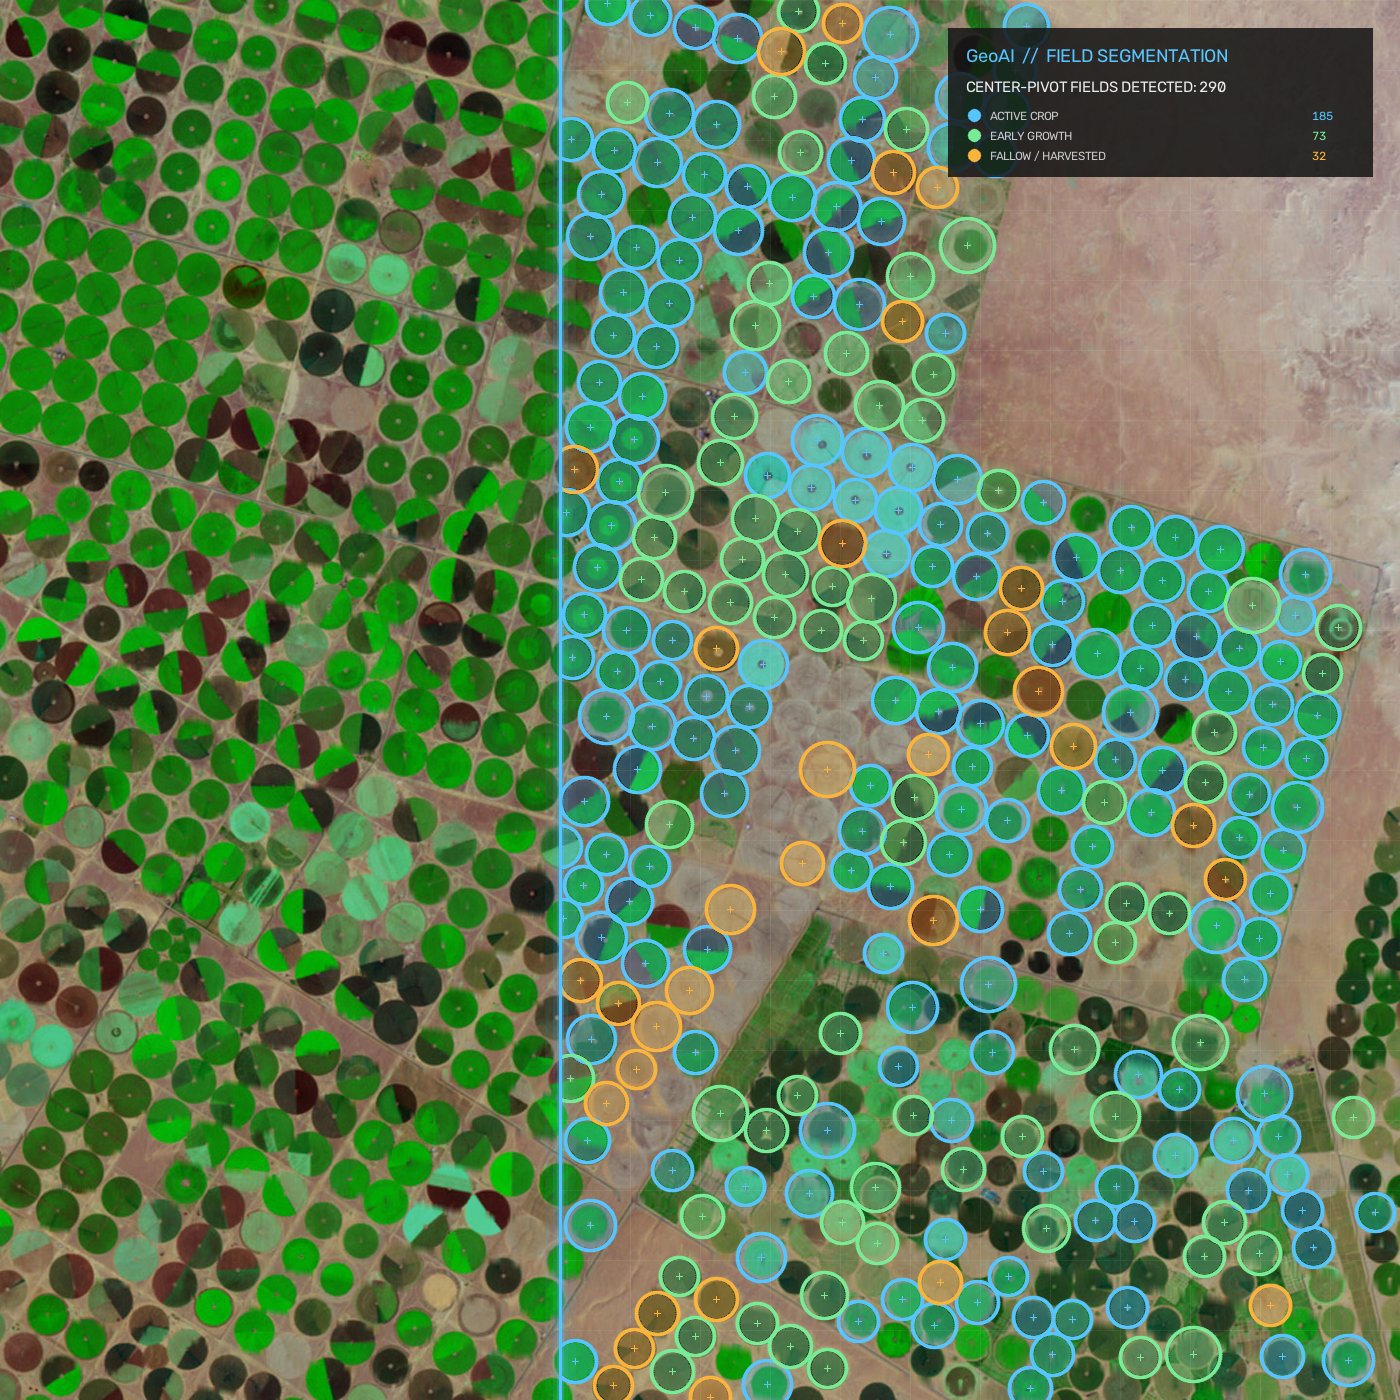 GeoAI // FIELD SEGMENTATION
CENTER-PIVOT FIELDS DETECTED: 290
ACTIVE CROP 185
EARLY GROWTH 73
FALLOW / HARVESTED 32